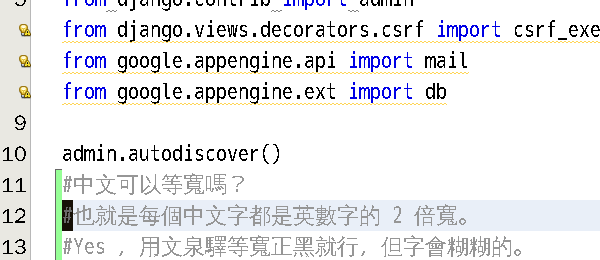 from django.contrib import admin
from django.views.decorators.csrf import csrf_exe
from google.appengine.api import mail
from google.appengine.ext import db
9
10 admin.autodiscover()
11 #中文可以等寬嗎？
12 #也就是每個中文字都是英數字的 2 倍寬。
13 #Yes , 用文泉驛等寬正黑就行, 但字會糊糊的。